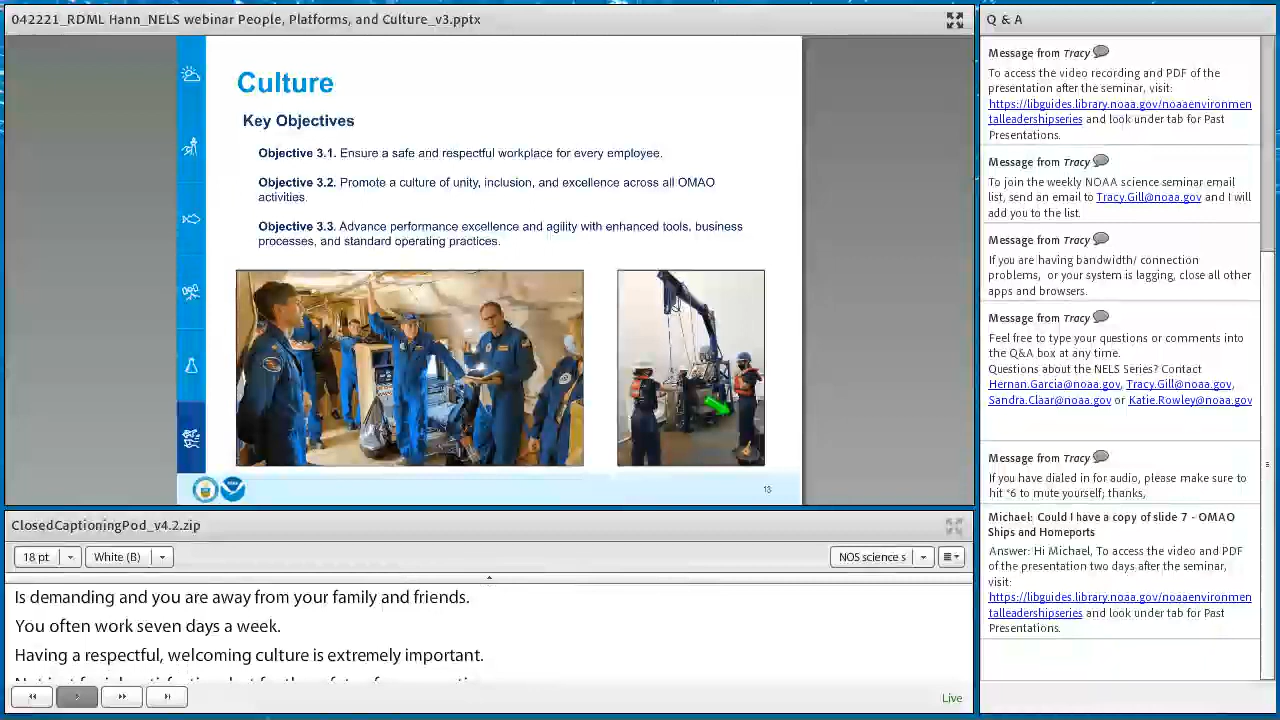 042221_RDML Hann_NELS webinar People, Platforms, and Culture_v3.pptx
Culture
Key Objectives
Objective 3.1. Ensure a safe and respectful workplace for every employee.
Objective 3.2. Promote a culture of unity, inclusion, and excellence across all OMAO
activities.
Objective 3.3. Advance performance excellence and agility with enhanced tools, business
processes, and standard operating practices.
13
ClosedCaptioningPod_v4.2.zip
18 pt
White (B)
NOS science s
Is demanding and you are away from your family and friends.
You often work seven days a week.
Having a respectful, welcoming culture is extremely important.
Live
Q & A
Message from Tracy
To access the video recording and PDF of the
presentation after the seminar, visit:
https://libguides.library.noaa.gov/noaaenvironmen
talleadershipseries and look under tab for Past
Presentations.
Message from Tracy
To join the weekly NOAA science seminar email
list, send an email to Tracy.Gill@noaa.gov and I will
add you to the list.
Message from Tracy
If you are having bandwidth/ connection
problems, or your system is lagging, close all other
apps and browsers.
Message from Tracy
Feel free to type your questions or comments into
the Q&A box at any time.
Questions about the NELS Series? Contact
Hernan.Garcia@noaa.gov, Tracy.Gill@noaa.gov,
Sandra.Claar@noaa.gov or Katie.Rowley@noaa.gov
Message from Tracy
If you have dialed in for audio, please make sure to
hit *6 to mute yourself; thanks,
Michael: Could I have a copy of slide 7 - OMAO
Ships and Homeports
Answer: Hi Michael, To access the video and PDF
of the presentation two days after the seminar,
visit:
https://libguides.library.noaa.gov/noaaenvironmen
talleadershipseries and look under tab for Past
Presentations.